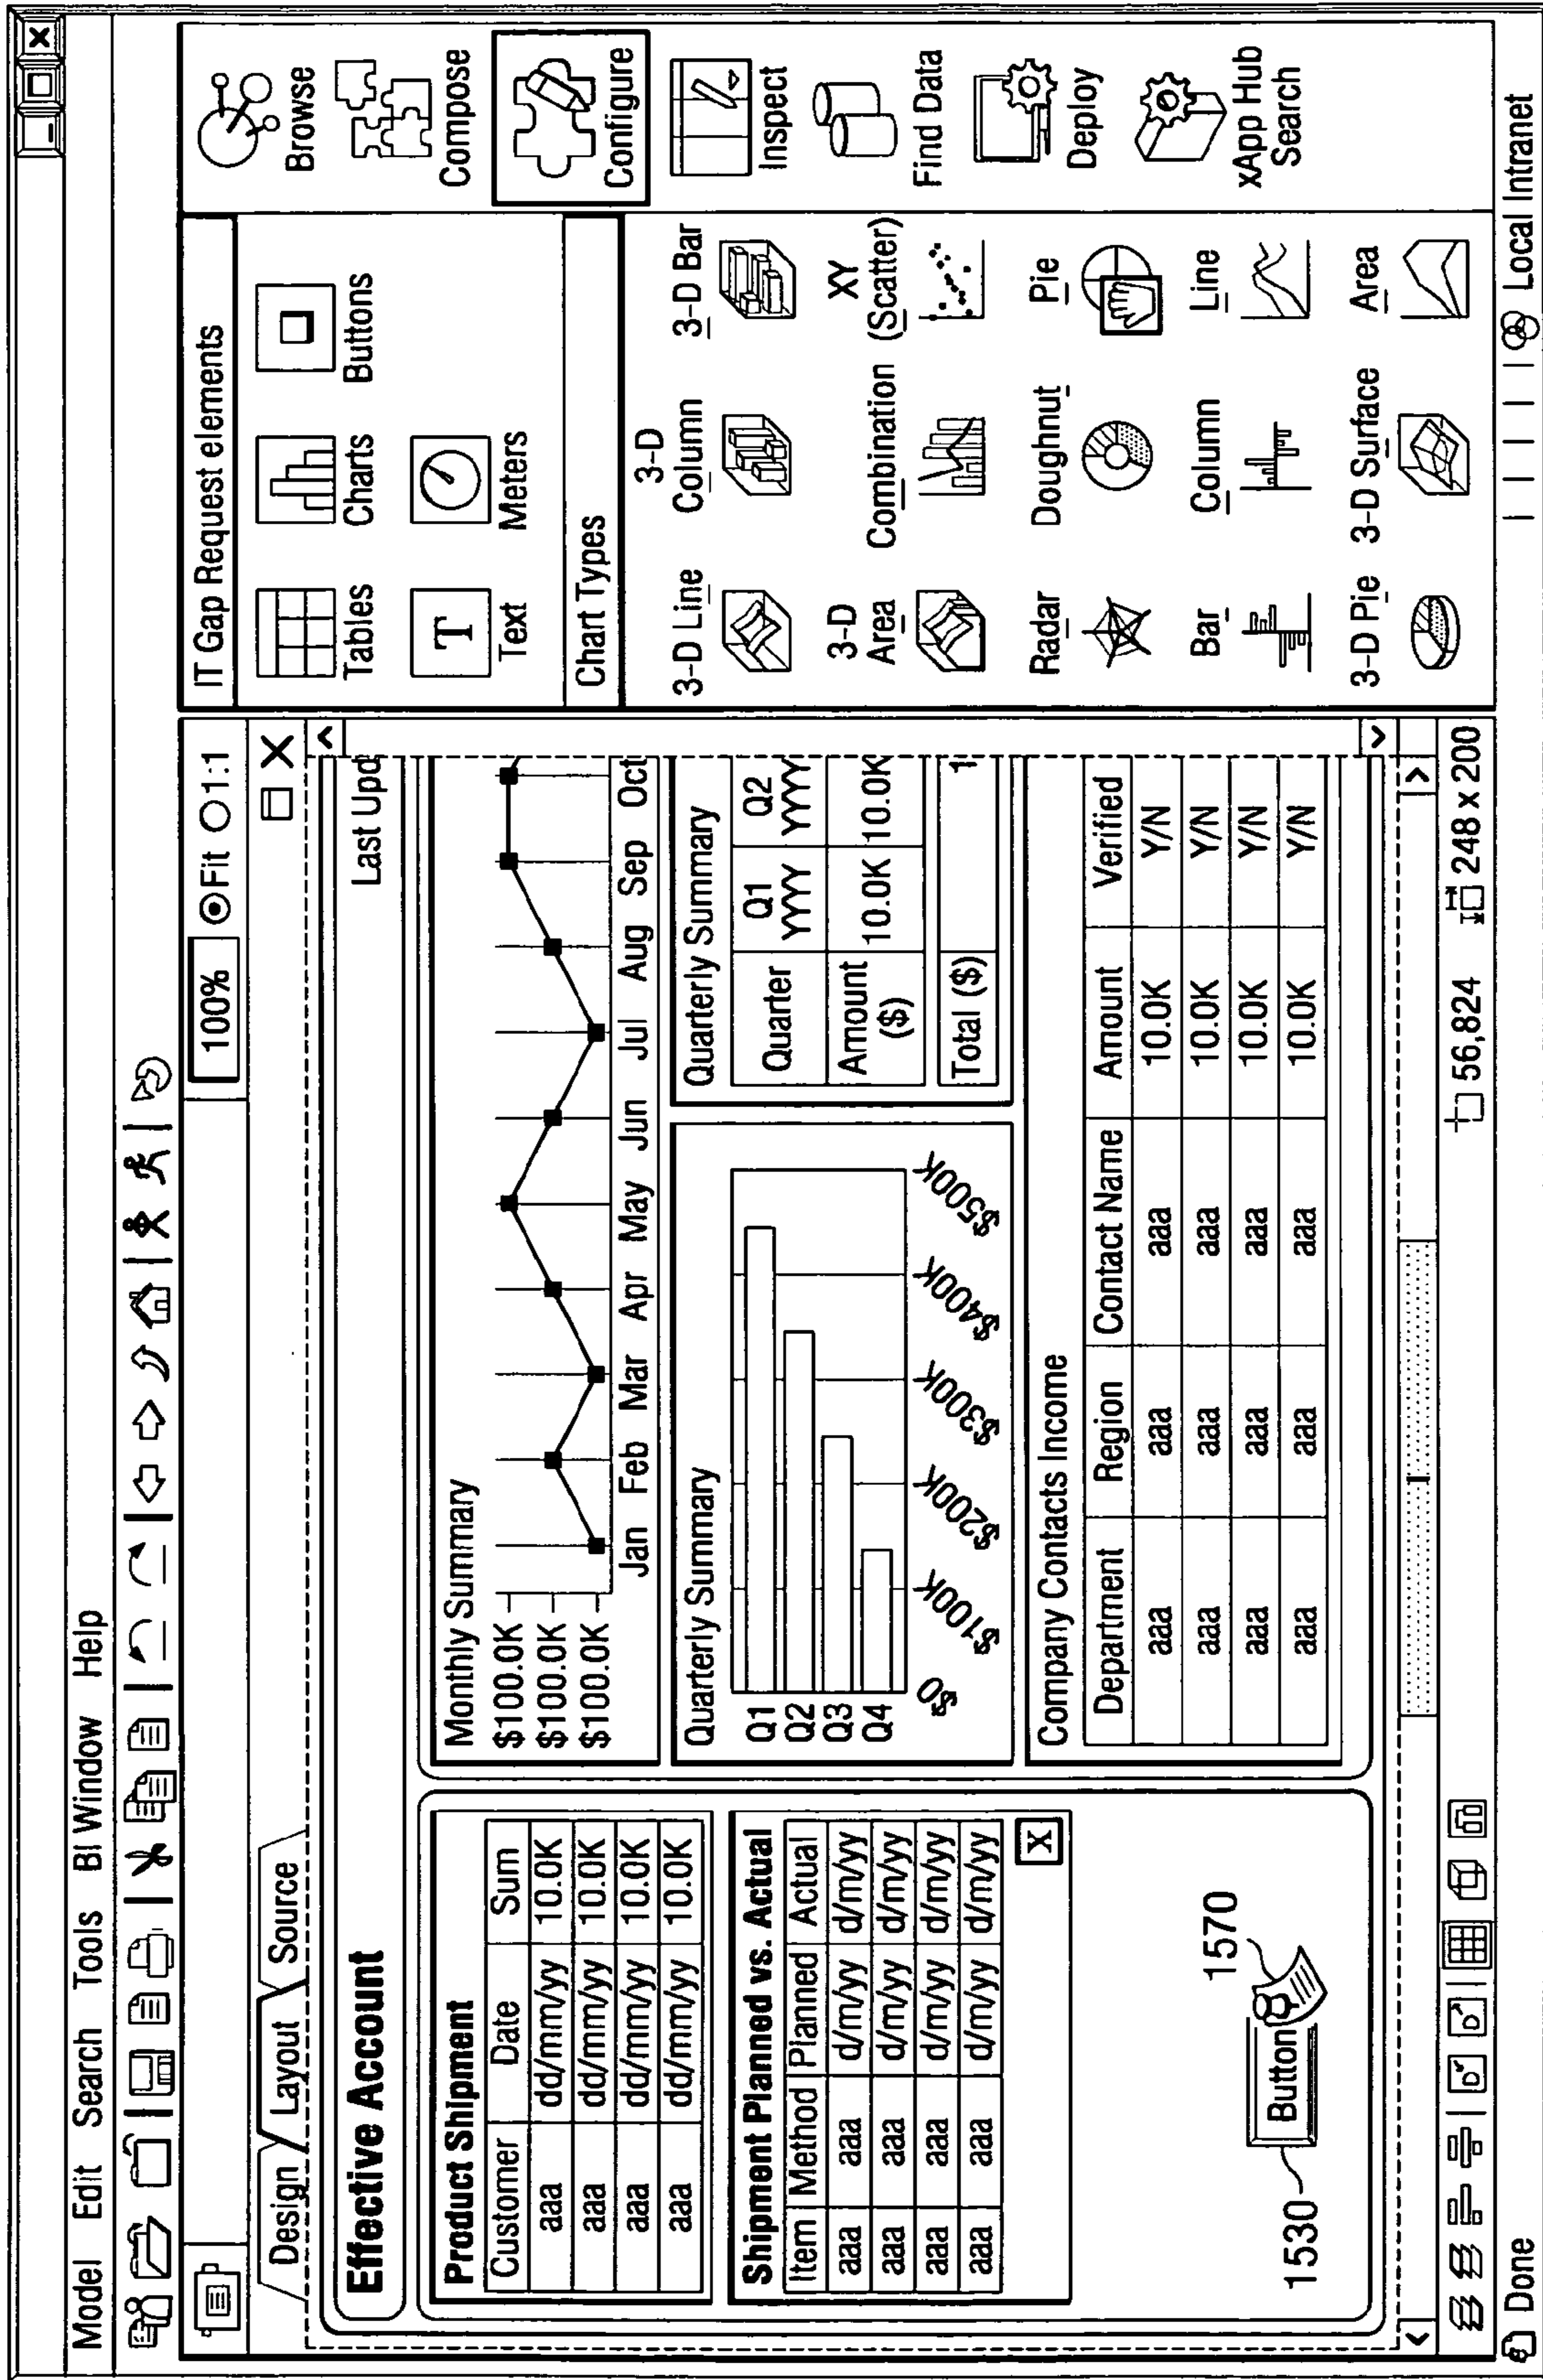 Model Edit Search Tools BI Window Help
100% Fit 1:1
Design Layout Source
Effective Account
Last Upd
Product Shipment
Customer Date Sum
aaa dd/mm/yy 10.0K
aaa dd/mm/yy 10.0K
aaa dd/mm/yy 10.0K
aaa dd/mm/yy 10.0K
Shipment Planned vs. Actual
Item Method Planned Actual
aaa aaa d/m/yy d/m/yy
aaa aaa d/m/yy d/m/yy
aaa aaa d/m/yy d/m/yy
aaa aaa d/m/yy d/m/yy
X
1570
1530
Button
Monthly Summary
$100.0K
$100.0K
$100.0K
Jan Feb Mar Apr May Jun Jul Aug Sep Oct
Quarterly Summary
Q1
Q2
Q3
Q4
$0 $100K $200K $300K $400K $500K
Quarterly Summary
Quarter Q1 YYYY Q2 YYYY
Amount ($) 10.0K 10.0K
Total ($) 1
Company Contacts Income
Department Region Contact Name Amount Verified
aaa aaa aaa 10.0K Y/N
aaa aaa aaa 10.0K Y/N
aaa aaa aaa 10.0K Y/N
aaa aaa aaa 10.0K Y/N
IT Gap Request elements
Tables Charts Buttons
T
Text Meters
Chart Types
3-D Line 3-D Column 3-D Bar
3-D Area Combination XY (Scatter)
Radar Doughnut Pie
Bar Column Line
3-D Pie 3-D Surface Area
Browse
Compose
Configure
Inspect
Find Data
Deploy
xApp Hub
Search
56,824 248 x 200
Done Local Intranet